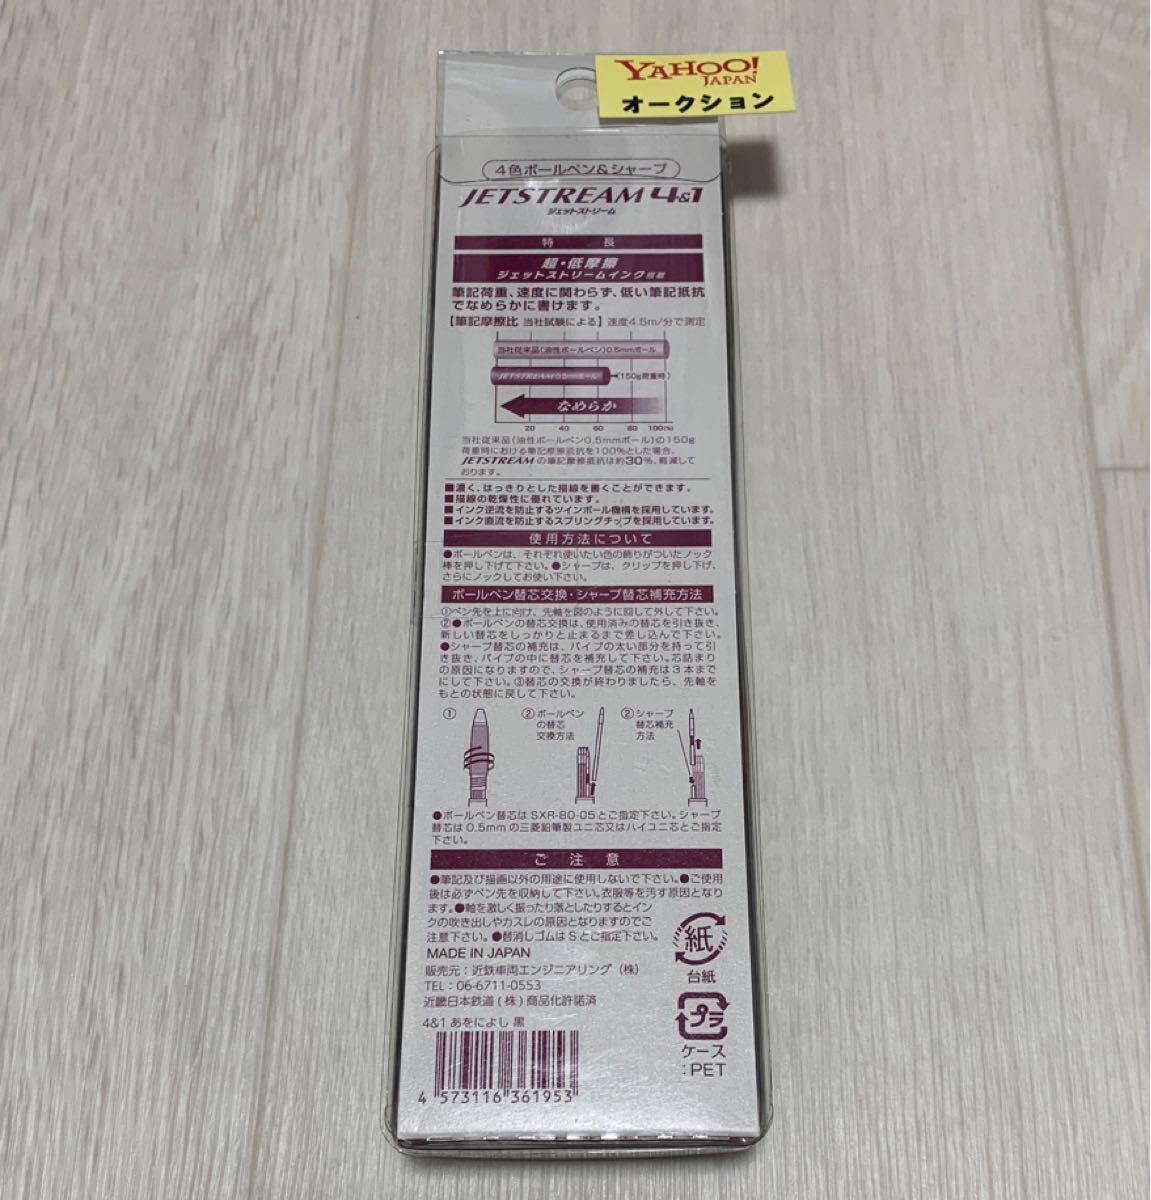 YAHOO!
JAPAN
オークション
4色ボールペン&シャープ
JETSTREAM 4&1
ジェットストリーム
特長
超・低摩擦
ジェットストリームインク搭載
筆記荷重、速度に関わらず、低い筆記抵抗
でなめらかに書けます。
【筆記摩擦比 当社試験による】速度4.5m/分で測定
当社従来品(油性ボールペン)0.5mmボール
JETSTREAM 0.5mmボール (150g荷重時)
なめらか
20 40 60 80 100(%)
当社従来品(油性ボールペン0.5mmボール)の150g
荷重時における筆記摩擦抵抗を100%とした場合、
JETSTREAMの筆記摩擦抵抗は約30%、軽減して
おります。
■濃く、はっきりとした描線を書くことができます。
■描線の乾燥性に優れています。
■インク逆流を防止するツインボール機構を採用しています。
■インク直流を防止するスプリングチップを採用しています。
使用方法について
●ボールペンは、それぞれ使いたい色の飾りがついたノック
棒を押し下げて下さい。●シャープは、クリップを押し下げ、
さらにノックしてお使い下さい。
ボールペン替芯交換・シャープ替芯補充方法
①ペン先を上に向け、先軸を図のように回して外して下さい。
②●ボールペンの替芯交換は、使用済みの替芯を引き抜き、
新しい替芯をしっかりと止まるまで差し込んで下さい。
●シャープ替芯の補充は、パイプの太い部分を持って引
き抜き、パイプの中に替芯を補充して下さい。芯詰まり
の原因になりますので、シャープ替芯の補充は3本まで
にして下さい。③替芯の交換が終わりましたら、先軸を
もとの状態に戻して下さい。
①
②ボールペン
の替芯
交換方法
②シャープ
替芯補充
方法
●ボールペン替芯はSXR-80-05とご指定下さい。シャープ
替芯は0.5mmの三菱鉛筆製ユニ芯又はハイユニ芯とご指定
下さい。
ご注意
●筆記及び描画以外の用途に使用しないで下さい。●ご使用
後は必ずペン先を収納して下さい。衣服等を汚す原因となり
ます。●軸を激しく振ったり落としたりするとイン
クの吹き出しやカスレの原因となりますのでご
注意下さい。●替消しゴムはSとご指定下さい。
MADE IN JAPAN
販売元:近鉄車両エンジニアリング(株)
TEL:06-6711-0553
近畿日本鉄道(株)商品化許諾済
4&1 あをによし 黒
4 573116 361953
紙
台紙
プラ
ケース
:PET